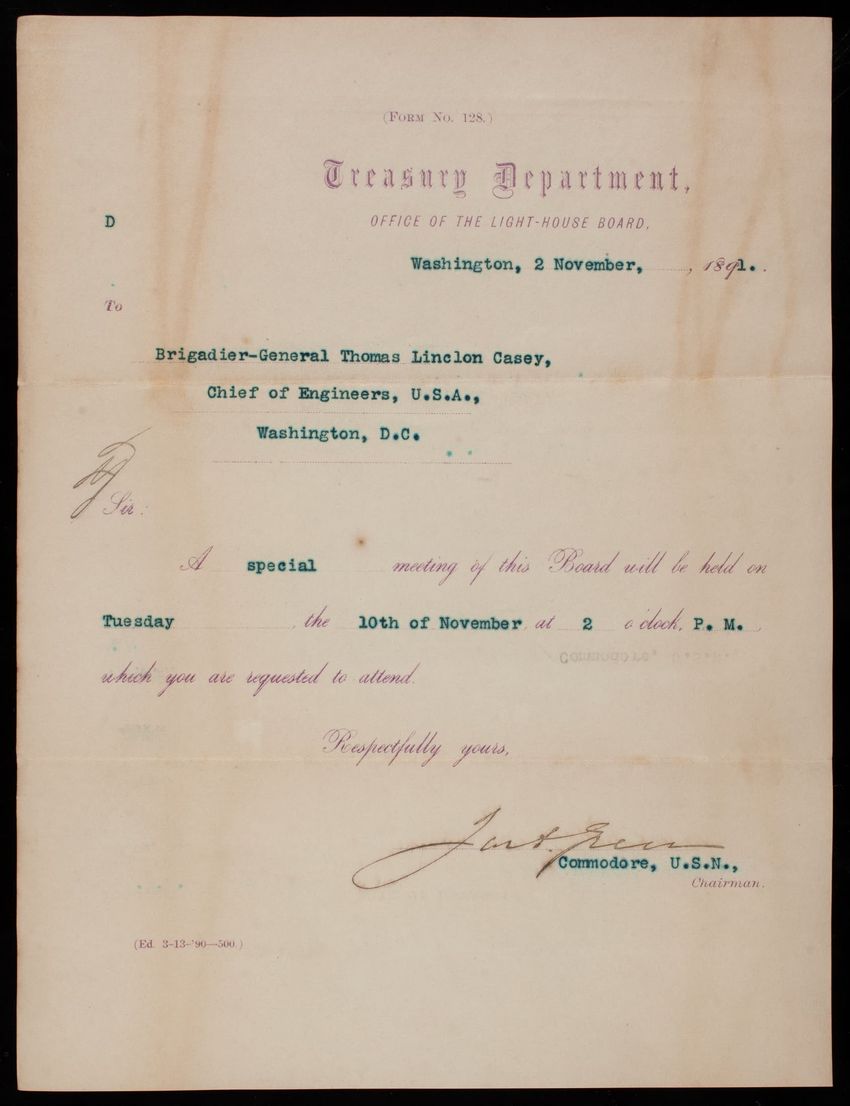 (Form No. 128.)
Treasury Department,
D
OFFICE OF THE LIGHT-HOUSE BOARD,
Washington, 2 November, , 1891.
To
Brigadier-General Thomas Linclon Casey,
Chief of Engineers, U.S.A.,
Washington, D.C.
Sir:
A special meeting of this Board will be held on
Tuesday , the 10th of November at 2 o'clock, P. M. ,
which you are requested to attend.
Respectfully yours,
Commodore, U.S.N.,
Chairman.
(Ed. 3-13-'90—500.)